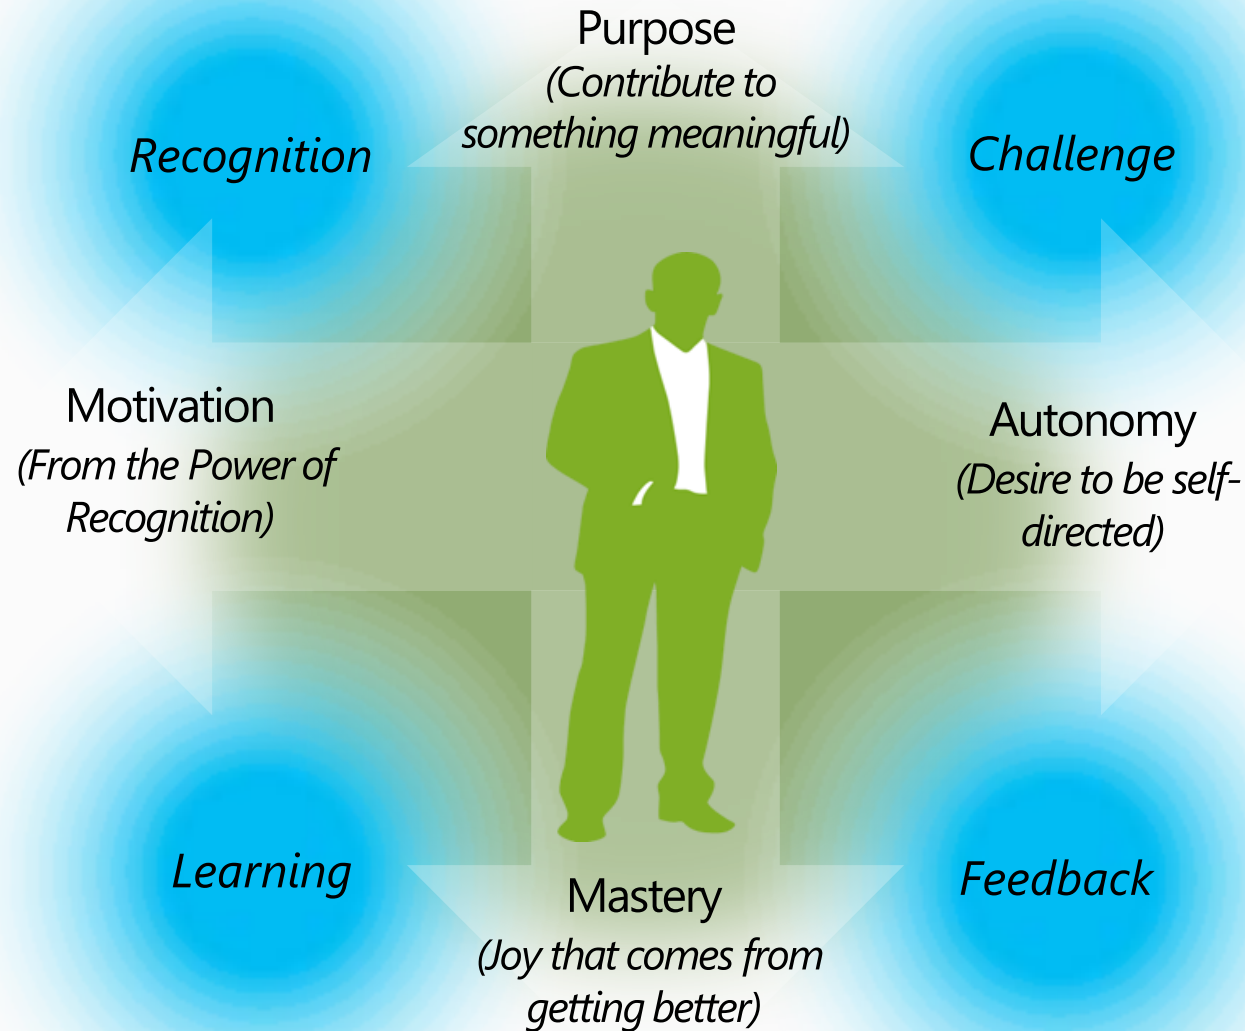 Purpose
(Contribute to
something meaningful)
Recognition
Challenge
Motivation
(From the Power of
Recognition)
Autonomy
(Desire to be self-
directed)
Learning
Feedback
Mastery
(Joy that comes from
getting better)